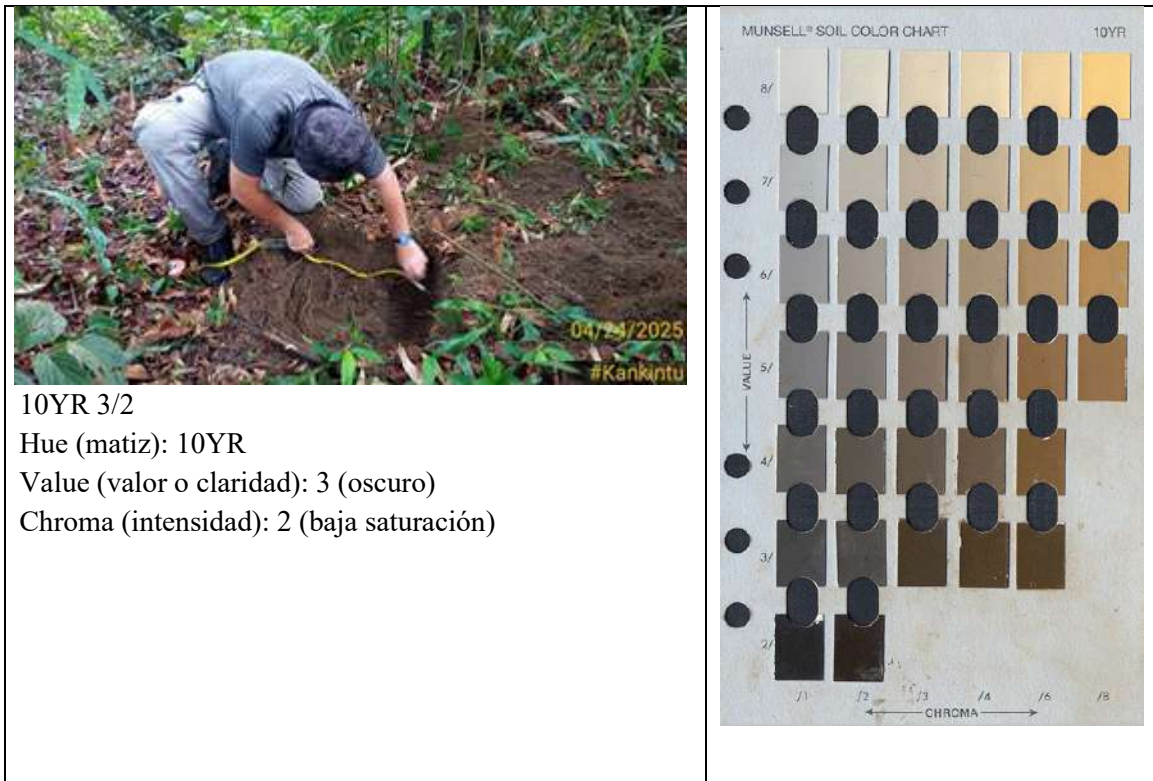 04/24/2025
#Kankintu
10YR 3/2
Hue (matiz): 10YR
Value (valor o claridad): 3 (oscuro)
Chroma (intensidad): 2 (baja saturación)
MUNSELL® SOIL COLOR CHART 10YR
8/
7/
6/
5/
4/
3/
2/
VALUE
/1 /2 /3 /4 /6 /8
CHROMA